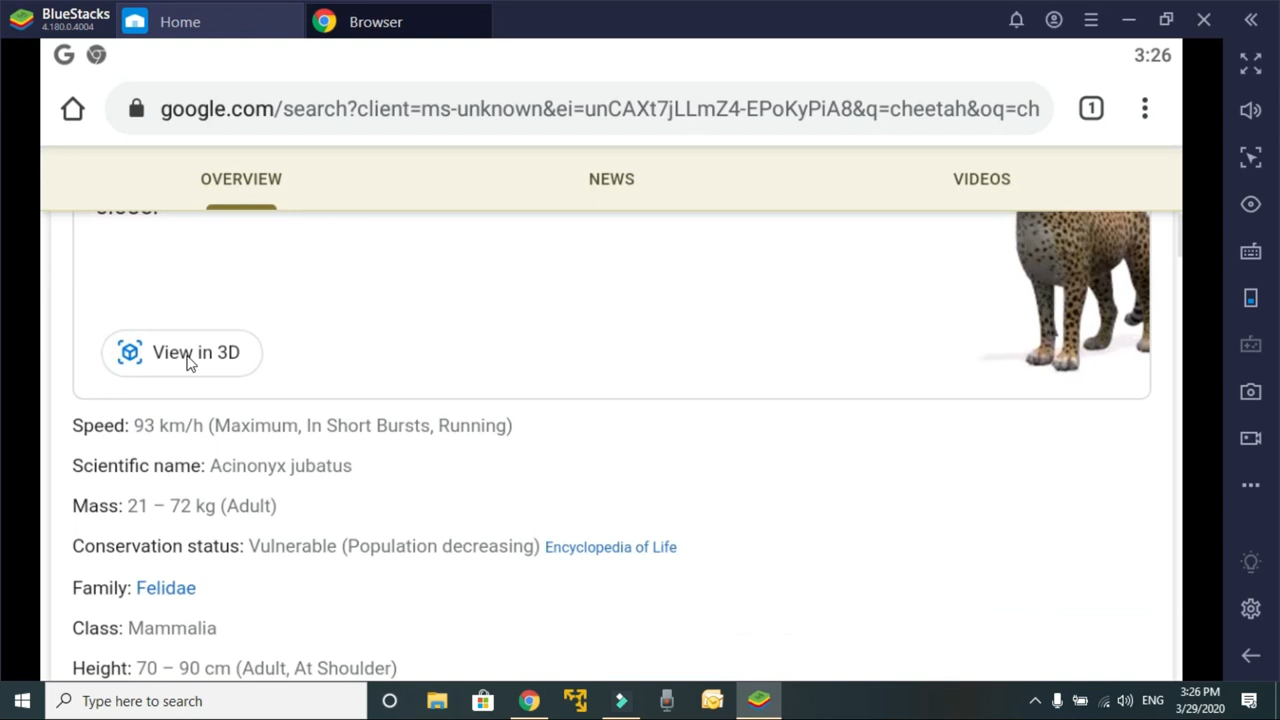 BlueStacks
4.180.0.4004
Home
Browser
3:26
google.com/search?client=ms-unknown&ei=unCAXt7jLLmZ4-EPoKyPiA8&q=cheetah&oq=ch
1
OVERVIEW
NEWS
VIDEOS
View in 3D
Speed: 93 km/h (Maximum, In Short Bursts, Running)
Scientific name: Acinonyx jubatus
Mass: 21 – 72 kg (Adult)
Conservation status: Vulnerable (Population decreasing) Encyclopedia of Life
Family: Felidae
Class: Mammalia
Height: 70 – 90 cm (Adult, At Shoulder)
Type here to search
ENG
3:26 PM
3/29/2020